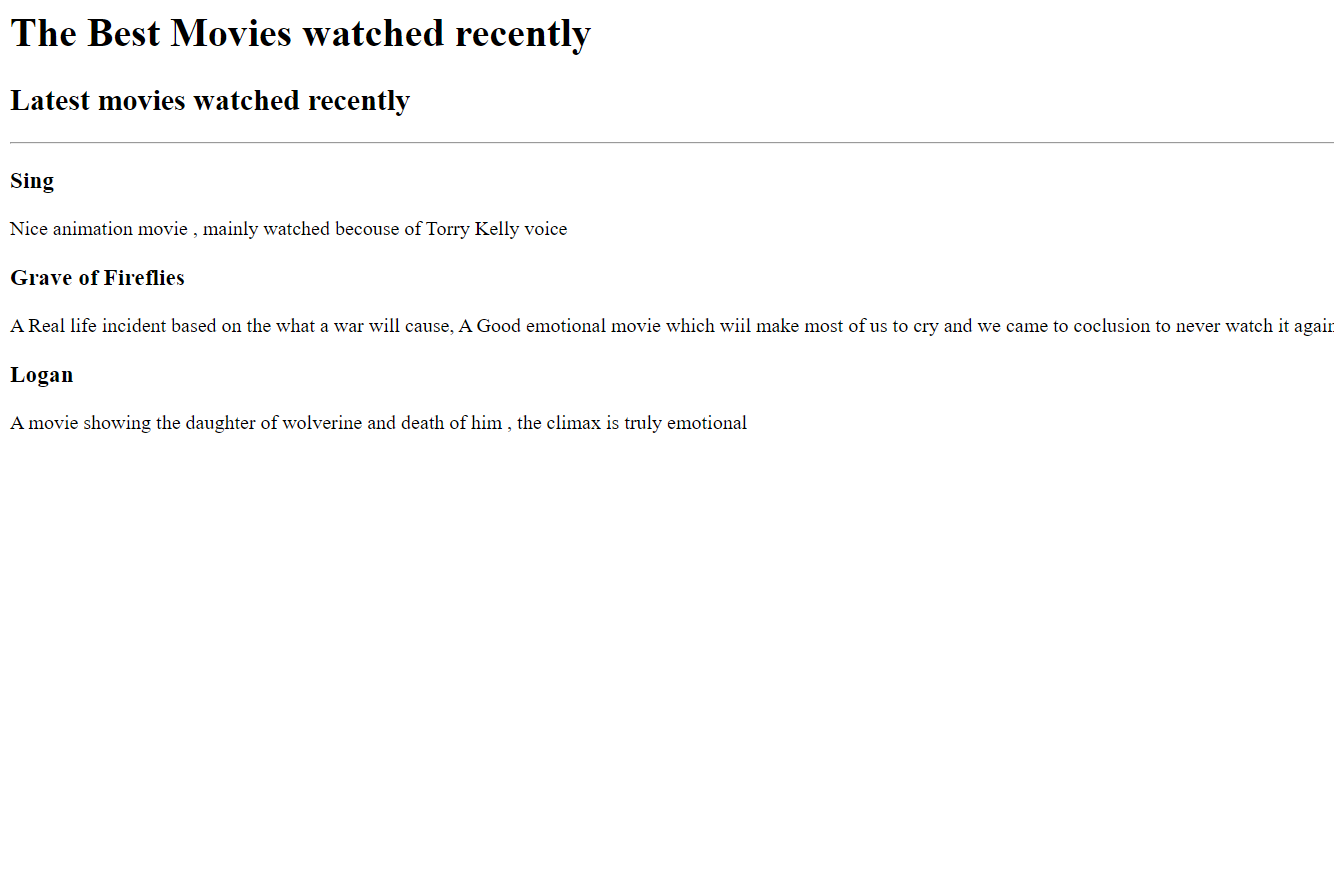 The Best Movies watched recently
Latest movies watched recently
Sing
Nice animation movie , mainly watched becouse of Torry Kelly voice
Grave of Fireflies
A Real life incident based on the what a war will cause, A Good emotional movie which wiil make most of us to cry and we came to coclusion to never watch it again
Logan
A movie showing the daughter of wolverine and death of him , the climax is truly emotional